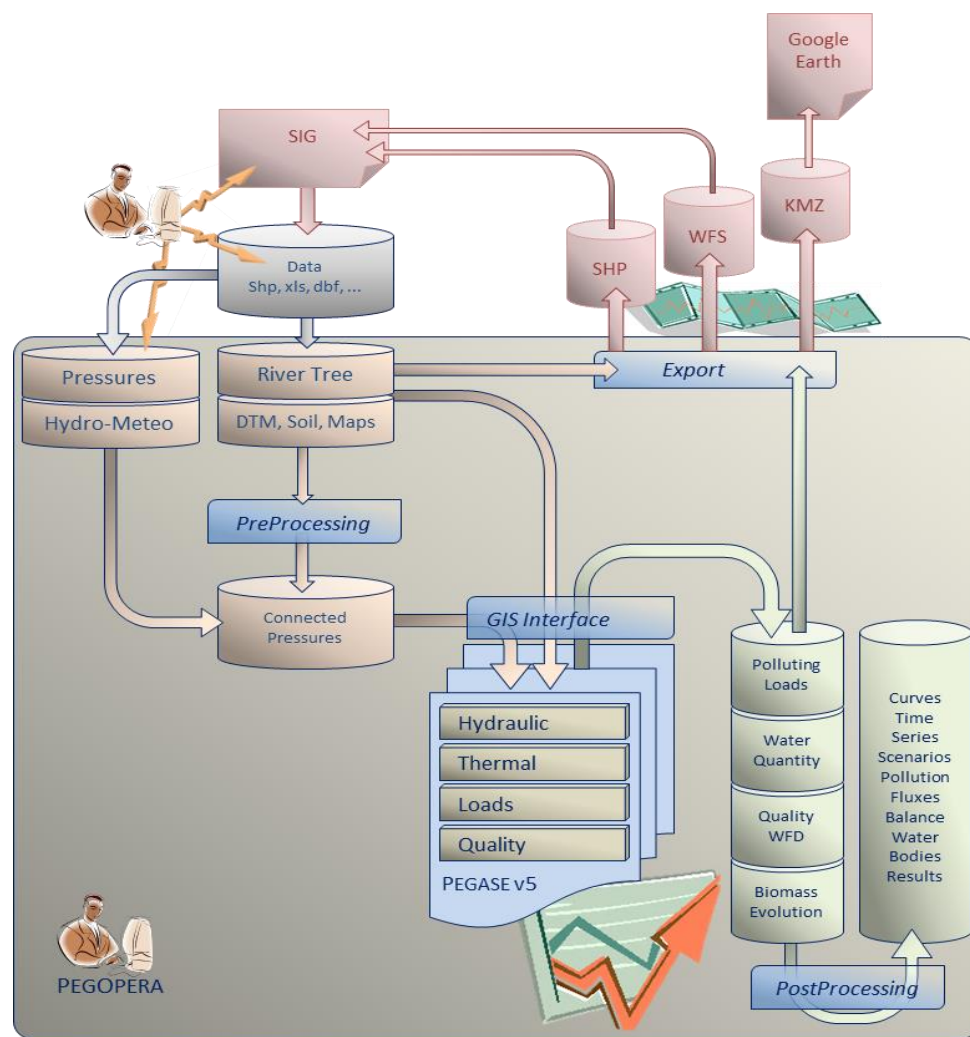 Google
Earth
SIG
KMZ
WFS
SHP
Data
Shp, xls, dbf, ...
Pressures
Hydro-Meteo
River Tree
DTM, Soil, Maps
Export
PreProcessing
Connected
Pressures
GIS Interface
Hydraulic
Thermal
Loads
Quality
PEGASE v5
Polluting
Loads
Water
Quantity
Quality
WFD
Biomass
Evolution
Curves
Time
Series
Scenarios
Pollution
Fluxes
Balance
Water
Bodies
Results
PostProcessing
PEGOPERA